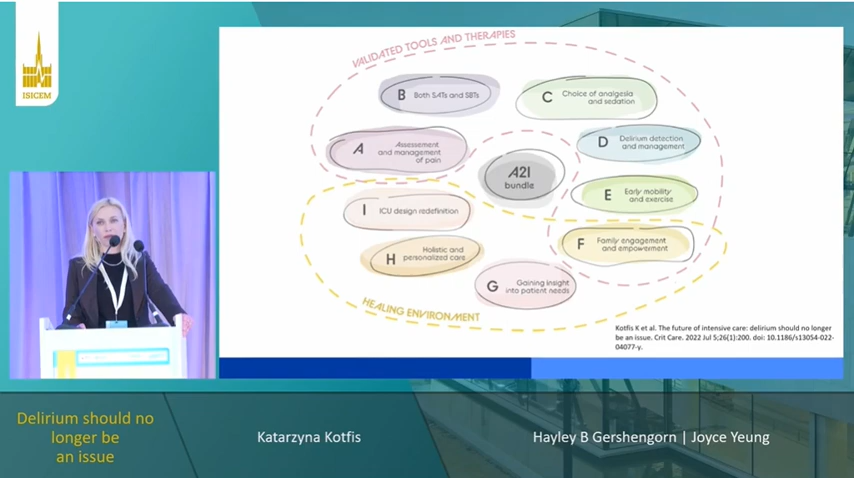 ISICEM
VALIDATED TOOLS AND THERAPIES
B Both SATs and SBTs
C Choice of analgesia
and sedation
A Assessement
and management
of pain
D Delirium detection
and management
A2I
bundle
E Early mobility
and exercise
I ICU design redefinition
F Family engagement
and empowerment
H Holistic and
personalized care
G Gaining insight
into patient needs
HEALING ENVIRONMENT
Kotfis K et al. The future of intensive care: delirium should no longer
be an issue. Crit Care. 2022 Jul 5;26(1):200. doi: 10.1186/s13054-022-
04077-y.
Delirium should no
longer be
an issue
Katarzyna Kotfis
Hayley B Gershengorn | Joyce Yeung